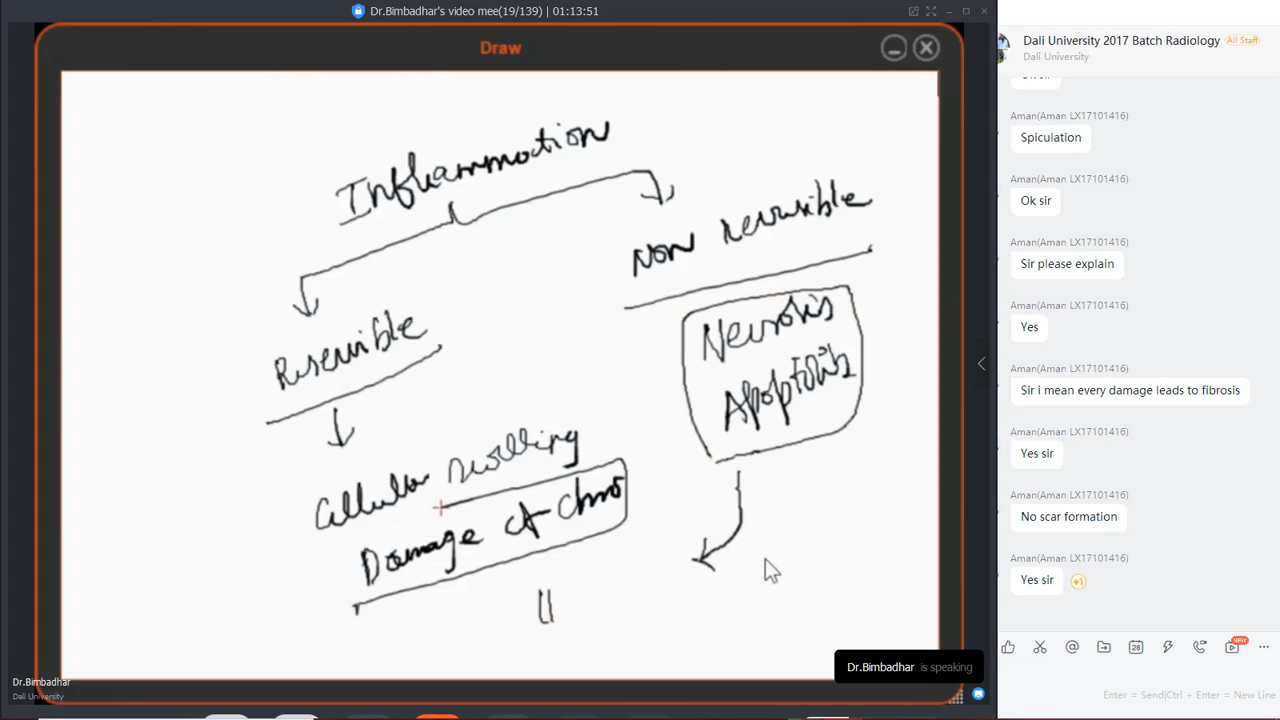 Dr.Bimbadhar's video mee(19/139) | 01:13:51
Draw
Inflammation
Non reversible
Reservible
Necrosis
Apoptosis
Cellular swelling
Damage of
Dr.Bimbadhar is speaking
Dr.Bimbadhar
Dali University
Dali University 2017 Batch Radiology All Staff
Dali University
Aman(Aman LX17101416)
Spiculation
Aman(Aman LX17101416)
Ok sir
Aman(Aman LX17101416)
Sir please explain
Aman(Aman LX17101416)
Yes
Aman(Aman LX17101416)
Sir i mean every damage leads to fibrosis
Aman(Aman LX17101416)
Yes sir
Aman(Aman LX17101416)
No scar formation
Aman(Aman LX17101416)
Yes sir +1
28
NEW
Enter = Send|Ctrl + Enter = New Line